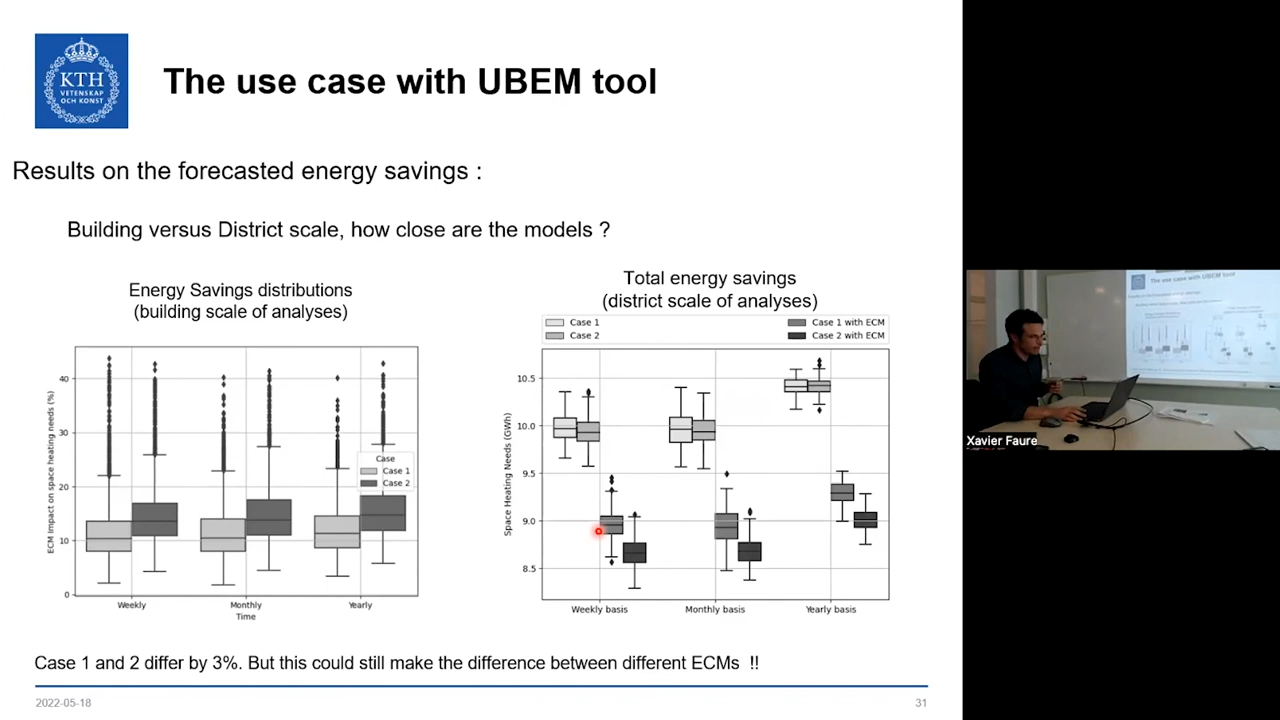 KTH
VETENSKAP
OCH KONST
The use case with UBEM tool
Results on the forecasted energy savings :
Building versus District scale, how close are the models ?
Energy Savings distributions
(building scale of analyses)
ECM Impact on space heating needs (%)
40
30
20
10
0
Case
Case 1
Case 2
Weekly
Monthly
Yearly
Time
Total energy savings
(district scale of analyses)
Case 1
Case 2
Case 1 with ECM
Case 2 with ECM
Space Heating Needs (GWh)
10.5
10.0
9.5
9.0
8.5
Weekly basis
Monthly basis
Yearly basis
Case 1 and 2 differ by 3%. But this could still make the difference between different ECMs !!
2022-05-18
31
The use case with UBEM tool
Xavier Faure